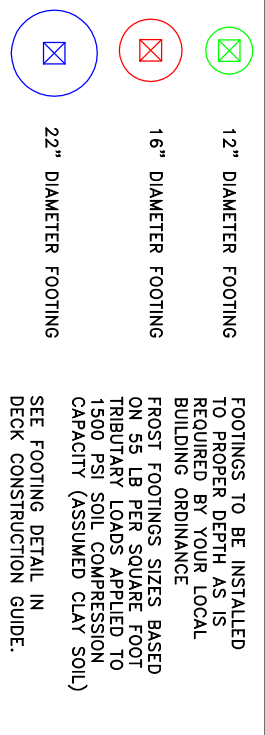 12" DIAMETER FOOTING
16" DIAMETER FOOTING
22" DIAMETER FOOTING
FOOTINGS TO BE INSTALLED
TO PROPER DEPTH AS IS
REQUIRED BY YOUR LOCAL
BUILDING ORDINANCE
FROST FOOTINGS SIZES BASED
ON 55 LB PER SQUARE FOOT
TRIBUTARY LOADS APPLIED TO
1500 PSI SOIL COMPRESSION
CAPACITY (ASSUMED CLAY SOIL)
SEE FOOTING DETAIL IN
DECK CONSTRUCTION GUIDE.